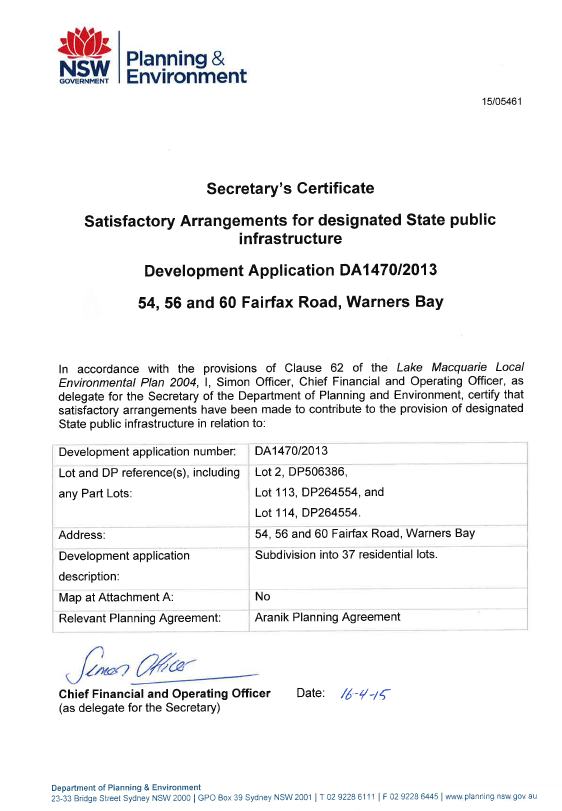 NSW
GOVERNMENT
Planning &
Environment
15/05461
Secretary's Certificate
Satisfactory Arrangements for designated State public
infrastructure
Development Application DA1470/2013
54, 56 and 60 Fairfax Road, Warners Bay
In accordance with the provisions of Clause 62 of the Lake Macquarie Local
Environmental Plan 2004, I, Simon Officer, Chief Financial and Operating Officer, as
delegate for the Secretary of the Department of Planning and Environment, certify that
satisfactory arrangements have been made to contribute to the provision of designated
State public infrastructure in relation to:
Development application number: DA1470/2013
Lot and DP reference(s), including Lot 2, DP506386,
any Part Lots: Lot 113, DP264554, and
Lot 114, DP264554.
Address: 54, 56 and 60 Fairfax Road, Warners Bay
Development application Subdivision into 37 residential lots.
description:
Map at Attachment A: No
Relevant Planning Agreement: Aranik Planning Agreement
Simon Officer
Chief Financial and Operating Officer Date: 16-4-15
(as delegate for the Secretary)
Department of Planning & Environment
23-33 Bridge Street Sydney NSW 2000 | GPO Box 39 Sydney NSW 2001 | T 02 9228 6111 | F 02 9228 6445 | www.planning.nsw.gov.au